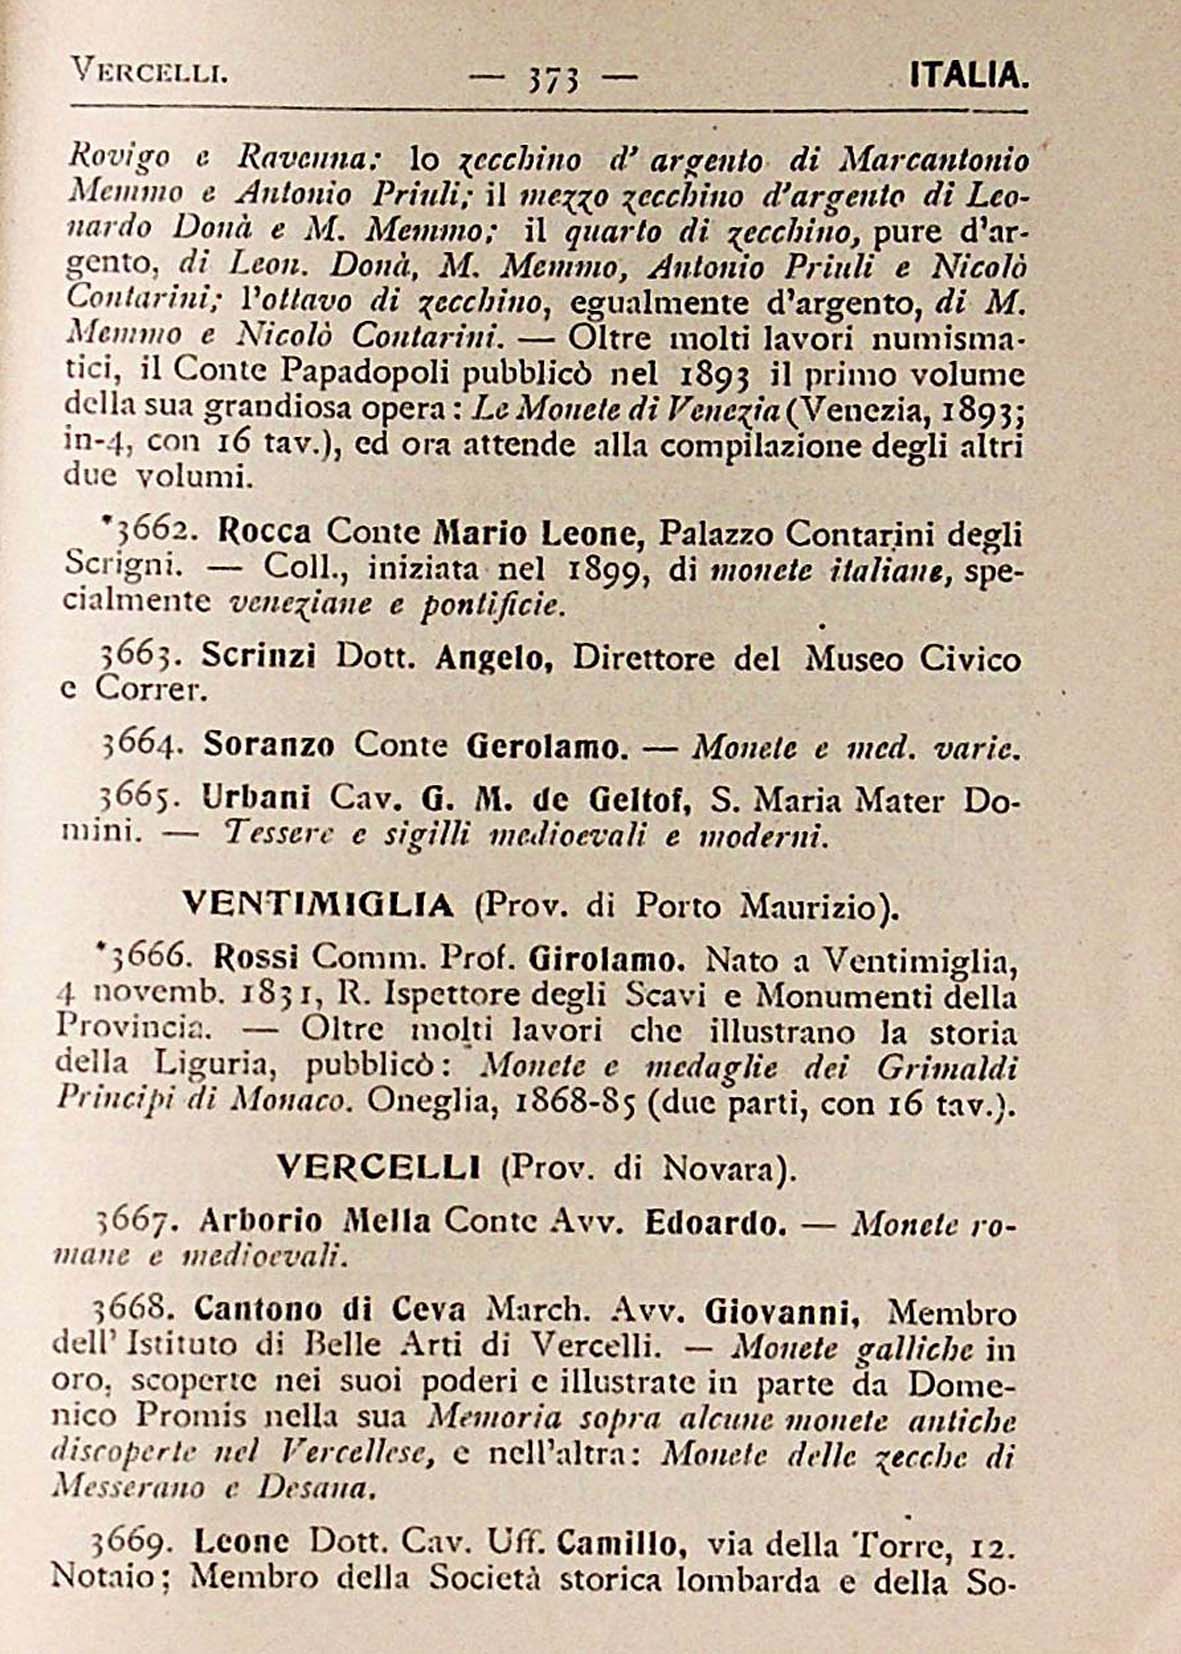 VERCELLI. — 373 — ITALIA.
Rovigo e Ravenna: lo zecchino d' argento di Marcantonio
Memmo e Antonio Priuli; il mezzo zecchino d'argento di Leo-
nardo Donà e M. Memmo; il quarto di zecchino, pure d'ar-
gento, di Leon. Donà, M. Memmo, Antonio Priuli e Nicolò
Contarini; l'ottavo di zecchino, egualmente d'argento, di M.
Memmo e Nicolò Contarini. — Oltre molti lavori numisma-
tici, il Conte Papadopoli pubblicò nel 1893 il primo volume
della sua grandiosa opera: Le Monete di Venezia (Venezia, 1893;
in-4, con 16 tav.), ed ora attende alla compilazione degli altri
due volumi.
*3662. Rocca Conte Mario Leone, Palazzo Contarini degli
Scrigni. — Coll., iniziata nel 1899, di monete italiane, spe-
cialmente veneziane e pontificie.
3663. Scrinzi Dott. Angelo, Direttore del Museo Civico
e Correr.
3664. Soranzo Conte Gerolamo. — Monete e med. varie.
3665. Urbani Cav. G. M. de Geltof, S. Maria Mater Do-
mini. — Tessere e sigilli medioevali e moderni.
VENTIMIGLIA (Prov. di Porto Maurizio).
*3666. Rossi Comm. Prof. Girolamo. Nato a Ventimiglia,
4 novemb. 1831, R. Ispettore degli Scavi e Monumenti della
Provincia. — Oltre molti lavori che illustrano la storia
della Liguria, pubblicò: Monete e medaglie dei Grimaldi
Principi di Monaco. Oneglia, 1868-85 (due parti, con 16 tav.).
VERCELLI (Prov. di Novara).
3667. Arborio Mella Conte Avv. Edoardo. — Monete ro-
mane e medioevali.
3668. Cantono di Ceva March. Avv. Giovanni, Membro
dell' Istituto di Belle Arti di Vercelli. — Monete galliche in
oro, scoperte nei suoi poderi e illustrate in parte da Dome-
nico Promis nella sua Memoria sopra alcune monete antiche
discoperte nel Vercellese, e nell'altra: Monete delle zecche di
Messerano e Desana.
3669. Leone Dott. Cav. Uff. Camillo, via della Torre, 12.
Notaio; Membro della Società storica lombarda e della So-